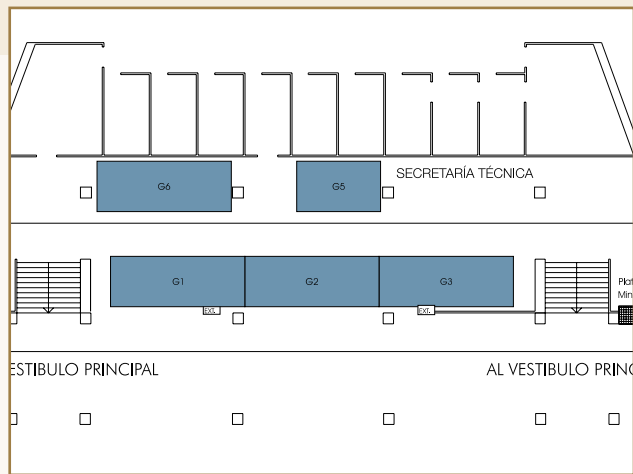 SECRETARÍA TÉCNICA
G6
G5
G1
G2
G3
EXT.
EXT.
ESTIBULO PRINCIPAL
AL VESTIBULO PRINC